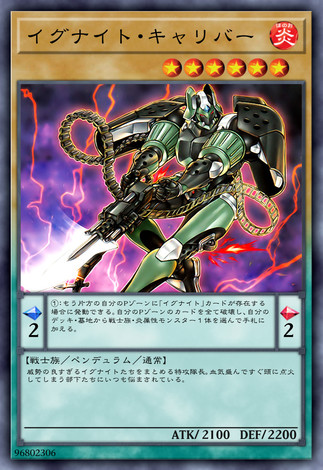 イグナイト・キャリバー
ほのお
炎
①：もう片方の自分のPゾーンに「イグナイト」カードが存在する
場合に発動できる。自分のPゾーンのカードを全て破壊し、自分の
デッキ・墓地から戦士族・炎属性モンスター１体を選んで手札に
加える。
2
2
【戦士族／ペンデュラム／通常】
威勢の良すぎるイグナイトたちをまとめる特攻隊長。血気盛んですぐ頭に点火
してしまう部下たちにいつも悩まされている。
ATK/2100 DEF/2200
96802306